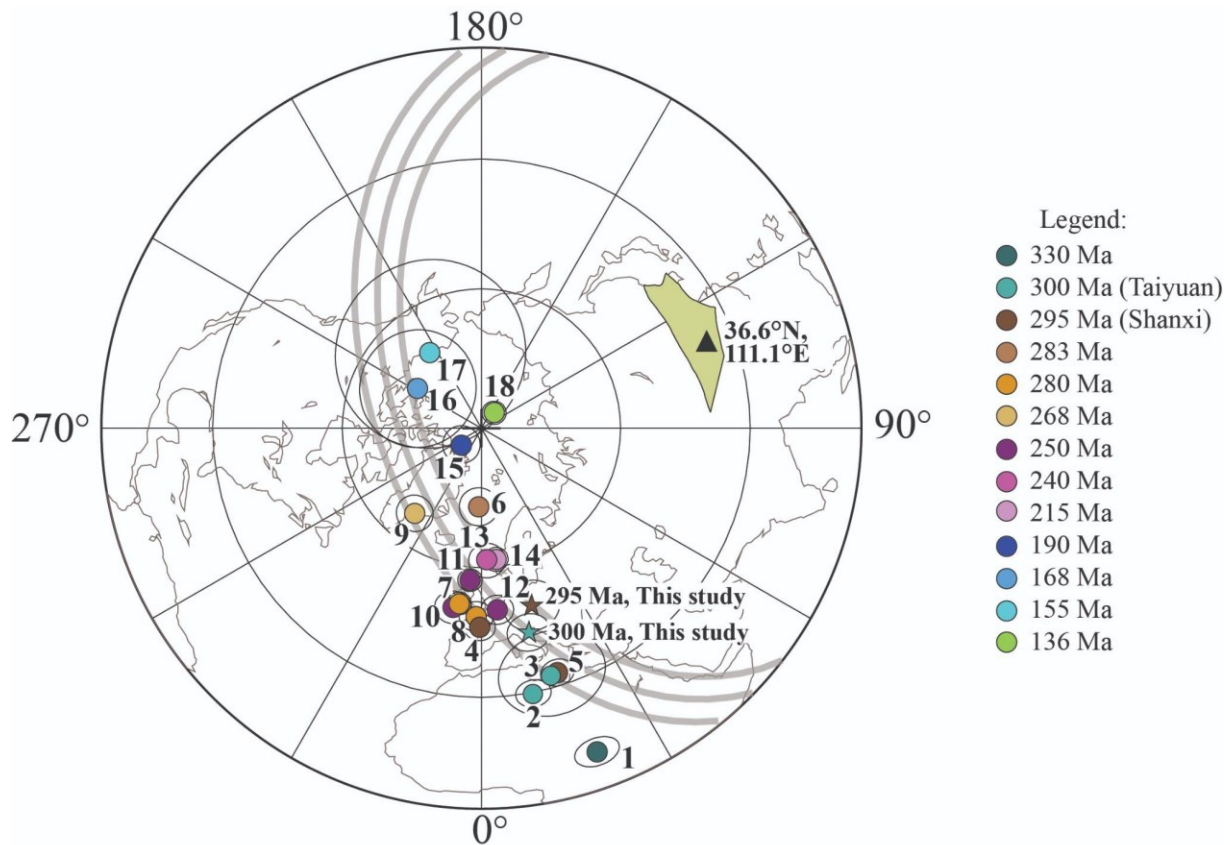 180°
36.6°N,
111.1°E
17
16
18
270°
90°
15
6
9
13
11
14
7
12
295 Ma, This study
10
300 Ma, This study
8
4
3
5
2
1
0°
Legend:
330 Ma
300 Ma (Taiyuan)
295 Ma (Shanxi)
283 Ma
280 Ma
268 Ma
250 Ma
240 Ma
215 Ma
190 Ma
168 Ma
155 Ma
136 Ma